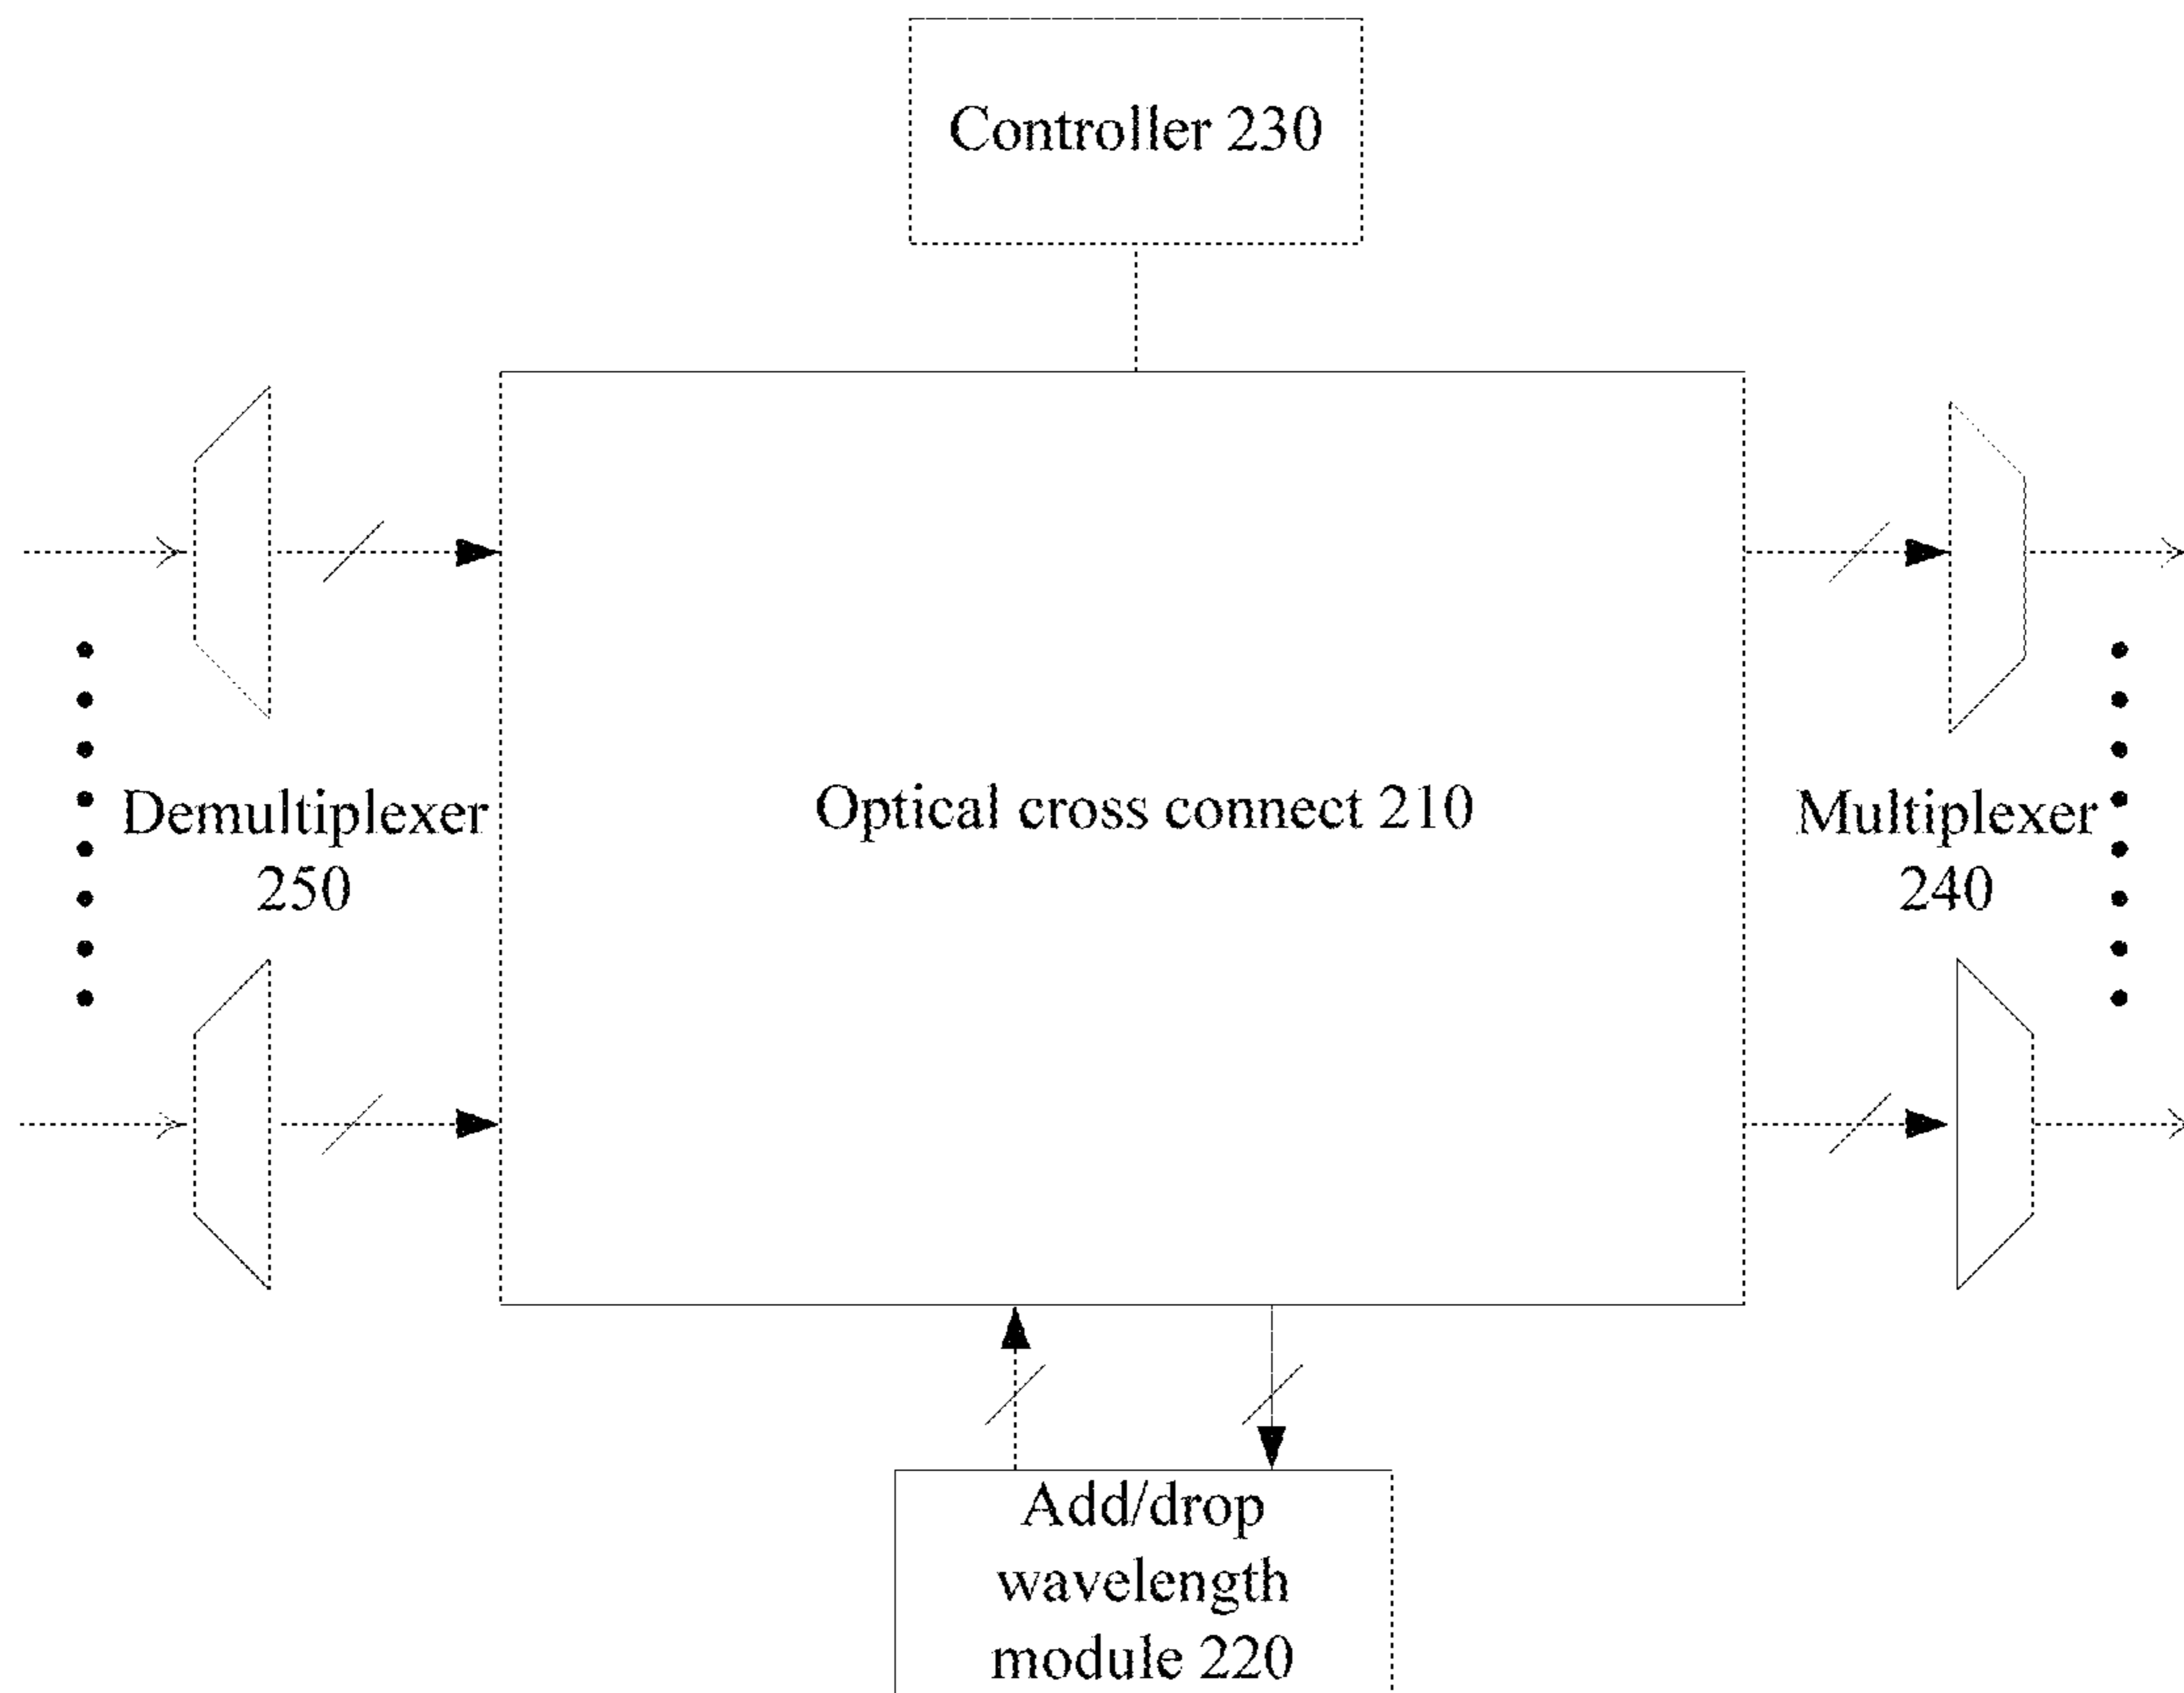 Controller 230
Demultiplexer
250
Optical cross connect 210
Multiplexer
240
Add/drop
wavelength
module 220